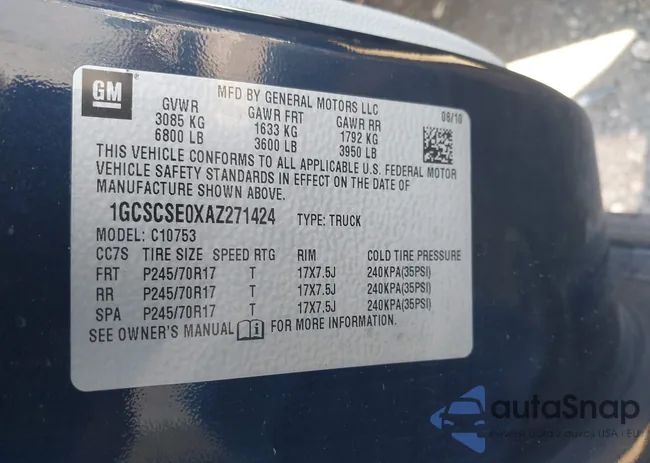 GM
MFD BY GENERAL MOTORS LLC
GVWR GAWR FRT GAWR RR 06/10
3085 KG 1633 KG 1792 KG
6800 LB 3600 LB 3950 LB
THIS VEHICLE CONFORMS TO ALL APPLICABLE U.S. FEDERAL MOTOR
VEHICLE SAFETY STANDARDS IN EFFECT ON THE DATE OF
MANUFACTURE SHOWN ABOVE.
1GCSCSE0XAZ271424 TYPE: TRUCK
MODEL: C10753
CC7S TIRE SIZE SPEED RTG RIM COLD TIRE PRESSURE
FRT P245/70R17 T 17X7.5J 240KPA(35PSI)
RR P245/70R17 T 17X7.5J 240KPA(35PSI)
SPA P245/70R17 T 17X7.5J 240KPA(35PSI)
SEE OWNER'S MANUAL FOR MORE INFORMATION.
autaSnap
USA - EU